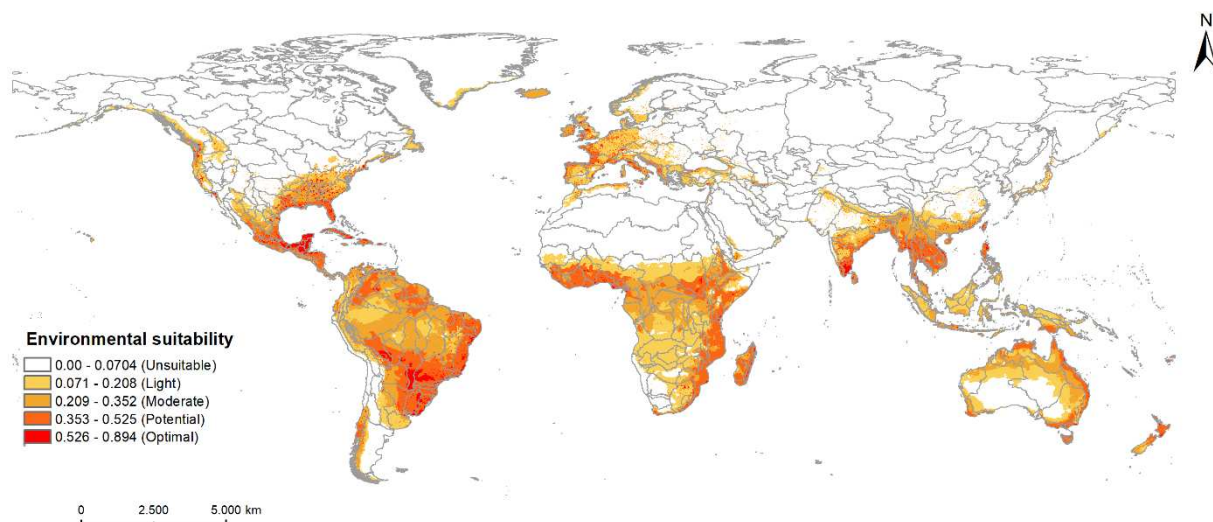 N
Environmental suitability
0.00 - 0.0704 (Unsuitable)
0.071 - 0.208 (Light)
0.209 - 0.352 (Moderate)
0.353 - 0.525 (Potential)
0.526 - 0.894 (Optimal)
0 2.500 5.000 km